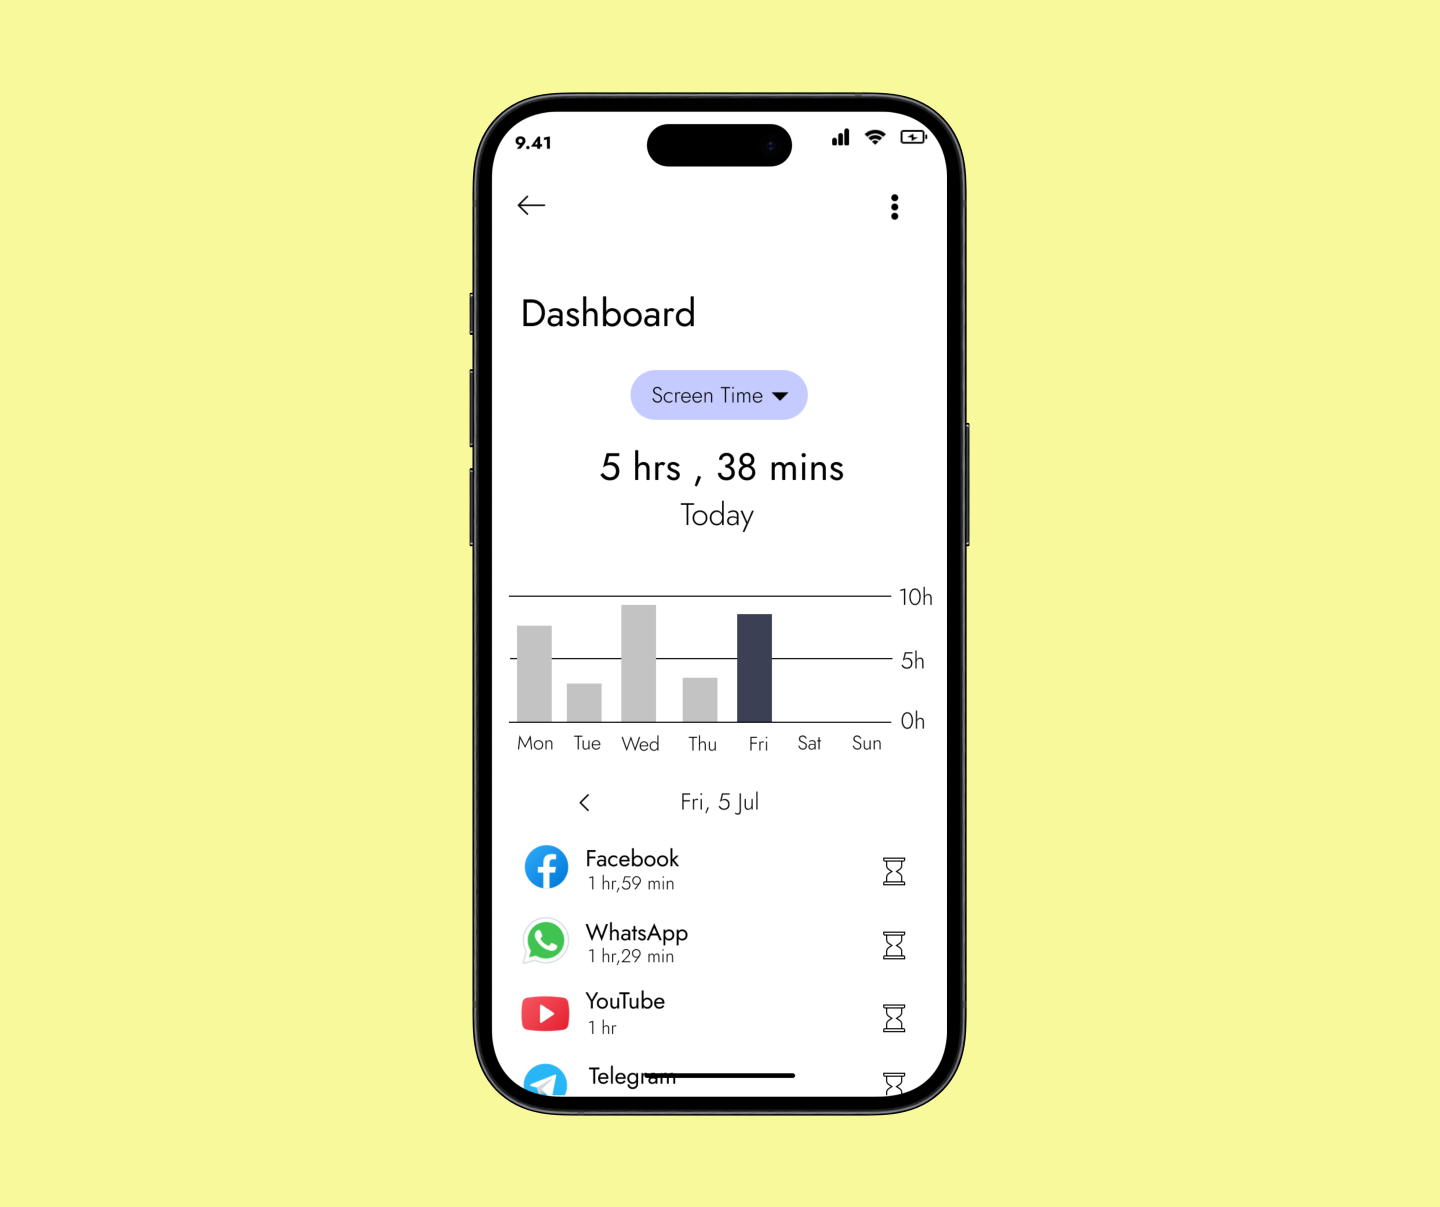 9.41
Dashboard
Screen Time
5 hrs , 38 mins
Today
10h
5h
0h
Mon Tue Wed Thu Fri Sat Sun
Fri, 5 Jul
Facebook
1 hr,59 min
WhatsApp
1 hr,29 min
YouTube
1 hr
Telegram